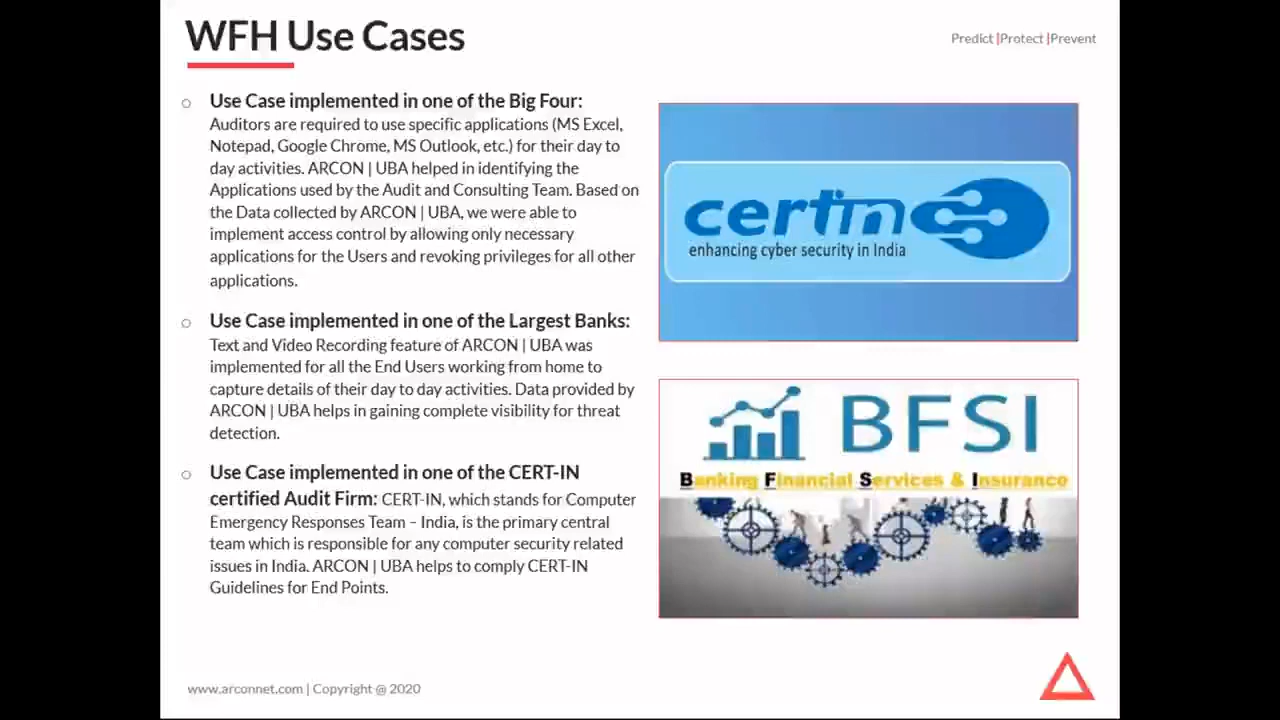 WFH Use Cases
Predict |Protect |Prevent
Use Case implemented in one of the Big Four:
Auditors are required to use specific applications (MS Excel,
Notepad, Google Chrome, MS Outlook, etc.) for their day to
day activities. ARCON | UBA helped in identifying the
Applications used by the Audit and Consulting Team. Based on
the Data collected by ARCON | UBA, we were able to
implement access control by allowing only necessary
applications for the Users and revoking privileges for all other
applications.
Use Case implemented in one of the Largest Banks:
Text and Video Recording feature of ARCON | UBA was
implemented for all the End Users working from home to
capture details of their day to day activities. Data provided by
ARCON | UBA helps in gaining complete visibility for threat
detection.
Use Case implemented in one of the CERT-IN
certified Audit Firm: CERT-IN, which stands for Computer
Emergency Responses Team – India, is the primary central
team which is responsible for any computer security related
issues in India. ARCON | UBA helps to comply CERT-IN
Guidelines for End Points.
certin
enhancing cyber security in India
BFSI
Banking Financial Services & Insurance
www.arconnet.com | Copyright @ 2020